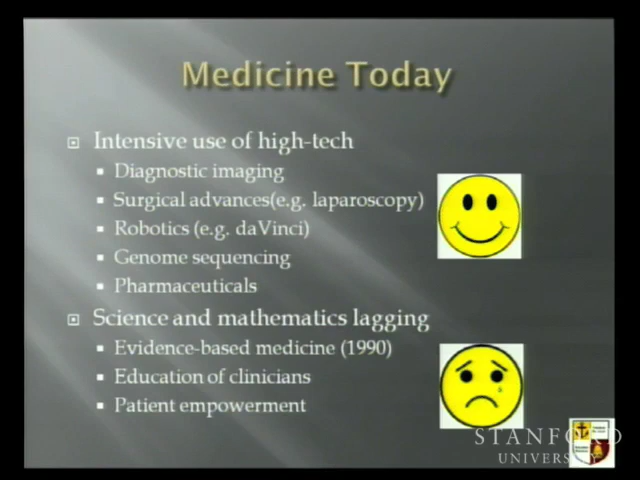 Medicine Today
Intensive use of high-tech
Diagnostic imaging
Surgical advances(e.g. laparoscopy)
Robotics (e.g. daVinci)
Genome sequencing
Pharmaceuticals
Science and mathematics lagging
Evidence-based medicine (1990)
Education of clinicians
Patient empowerment
STANFORD
UNIVERSITY